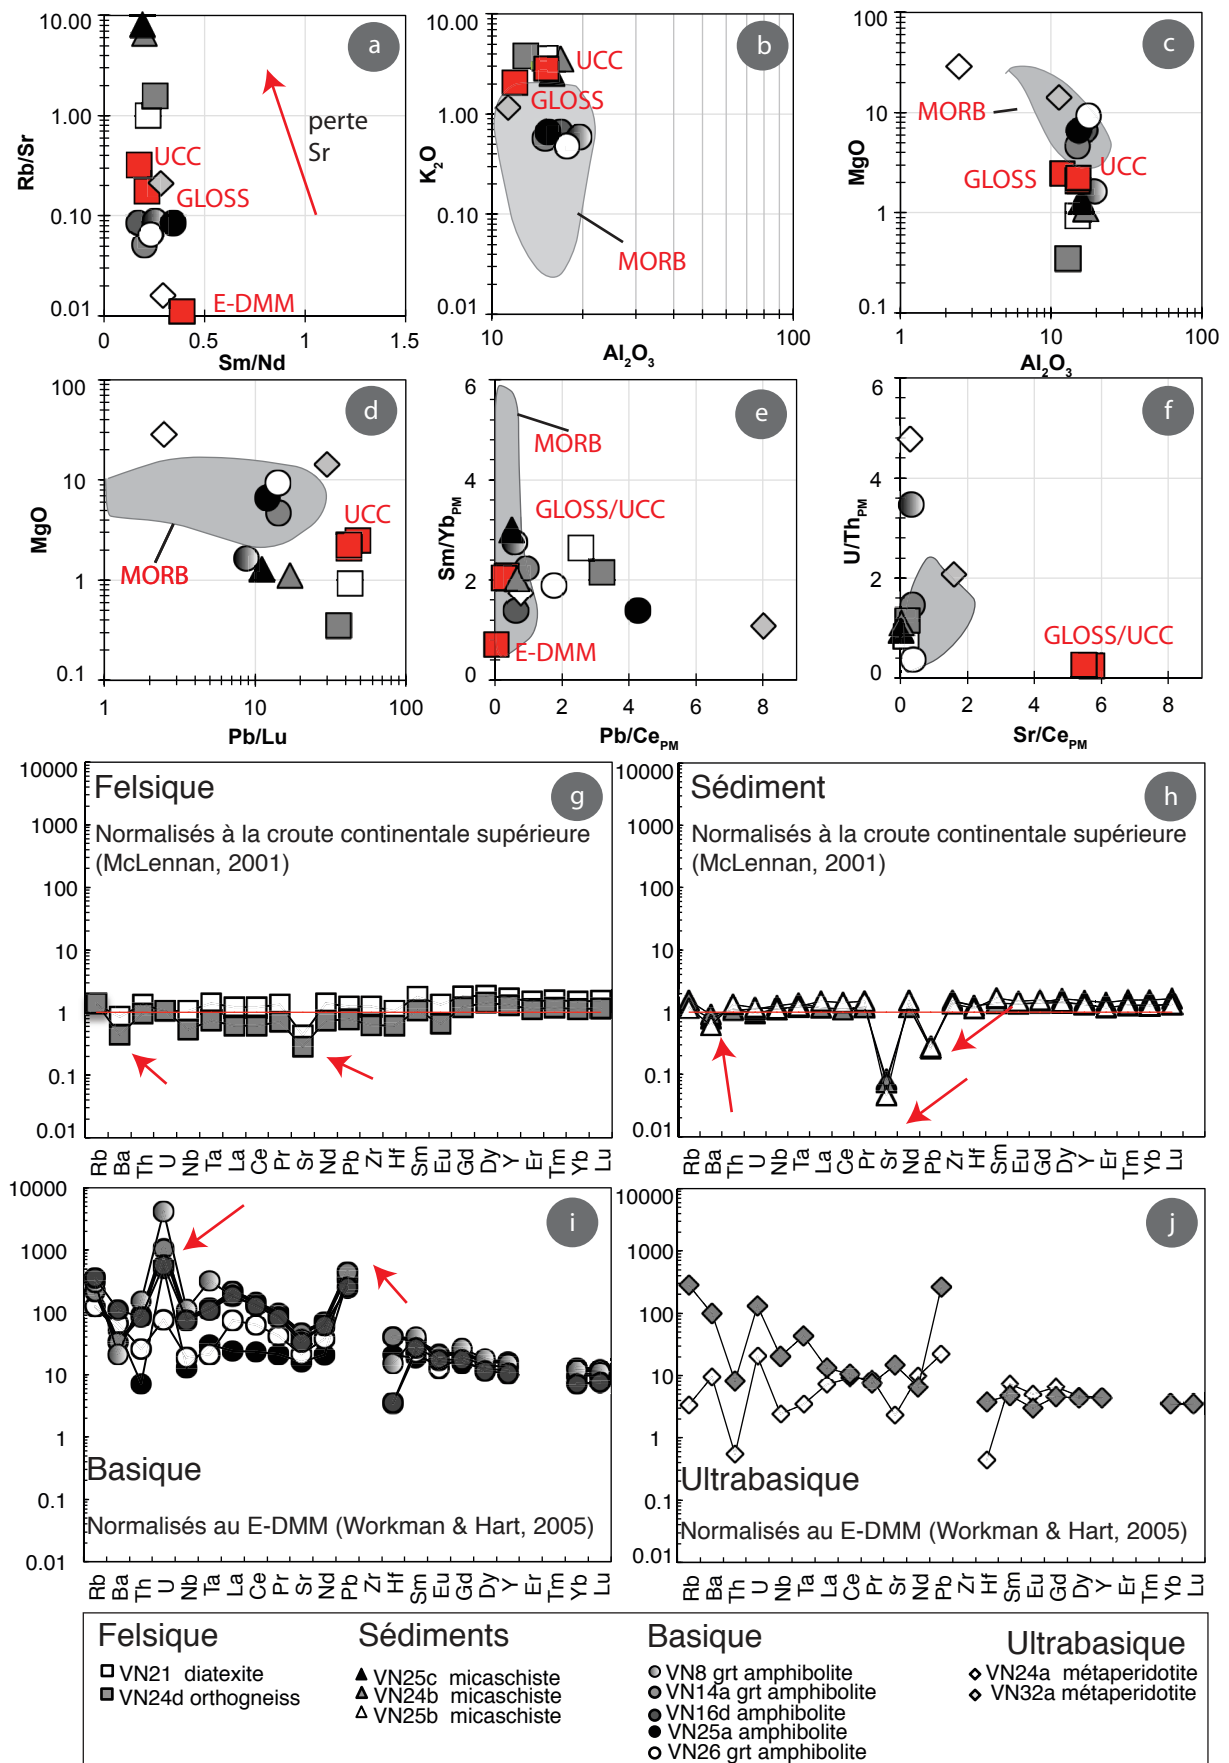 a
10.00
1.00
0.10
0.01
Rb/Sr
UCC
GLOSS
E-DMM
perte
Sr
0
0.5
1
1.5
Sm/Nd
b
10.00
1.00
0.10
0.01
K2O
UCC
GLOSS
MORB
10
100
Al2O3
c
100
10
1
0.1
MgO
MORB
GLOSS
UCC
1
10
100
Al2O3
d
100
10
1
0.1
MgO
UCC
MORB
1
10
100
Pb/Lu
e
6
4
2
0
Sm/YbPM
MORB
GLOSS/UCC
E-DMM
0
2
4
6
8
Pb/CePM
f
6
4
2
0
U/ThPM
GLOSS/UCC
0
2
4
6
8
Sr/CePM
g
10000
1000
100
10
1
0.1
0.01
Felsique
Normalisés à la croute continentale supérieure
(McLennan, 2001)
Rb Ba Th U Nb Ta La Ce Pr Sr Nd Pb Zr Hf Sm Eu Gd Dy Y Er Tm Yb Lu
h
10000
1000
100
10
1
0.1
0.01
Sédiment
Normalisés à la croute continentale supérieure
(McLennan, 2001)
Rb Ba Th U Nb Ta La Ce Pr Sr Nd Pb Zr Hf Sm Eu Gd Dy Y Er Tm Yb Lu
i
10000
1000
100
10
1
0.1
0.01
Basique
Normalisés au E-DMM (Workman & Hart, 2005)
Rb Ba Th U Nb Ta La Ce Pr Sr Nd Pb Zr Hf Sm Eu Gd Dy Y Er Tm Yb Lu
j
10000
1000
100
10
1
0.1
0.01
Ultrabasique
Normalisés au E-DMM (Workman & Hart, 2005)
Rb Ba Th U Nb Ta La Ce Pr Sr Nd Pb Zr Hf Sm Eu Gd Dy Y Er Tm Yb Lu
Felsique
VN21 diatexite
VN24d orthogneiss
Sédiments
VN25c micaschiste
VN24b micaschiste
VN25b micaschiste
Basique
VN8 grt amphibolite
VN14a grt amphibolite
VN16d amphibolite
VN25a amphibolite
VN26 grt amphibolite
Ultrabasique
VN24a métaperidotite
VN32a métaperidotite